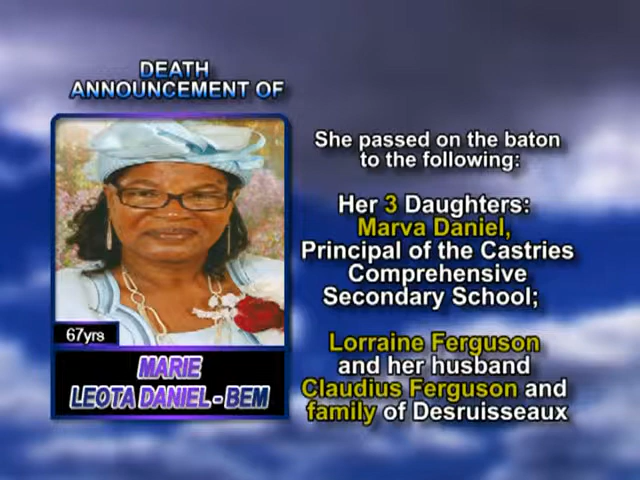 DEATH
ANNOUNCEMENT OF
67yrs
MARIE
LEOTA DANIEL - BEM
She passed on the baton
to the following:
Her 3 Daughters:
Marva Daniel,
Principal of the Castries
Comprehensive
Secondary School;
Lorraine Ferguson
and her husband
Claudius Ferguson and
family of Desruisseaux